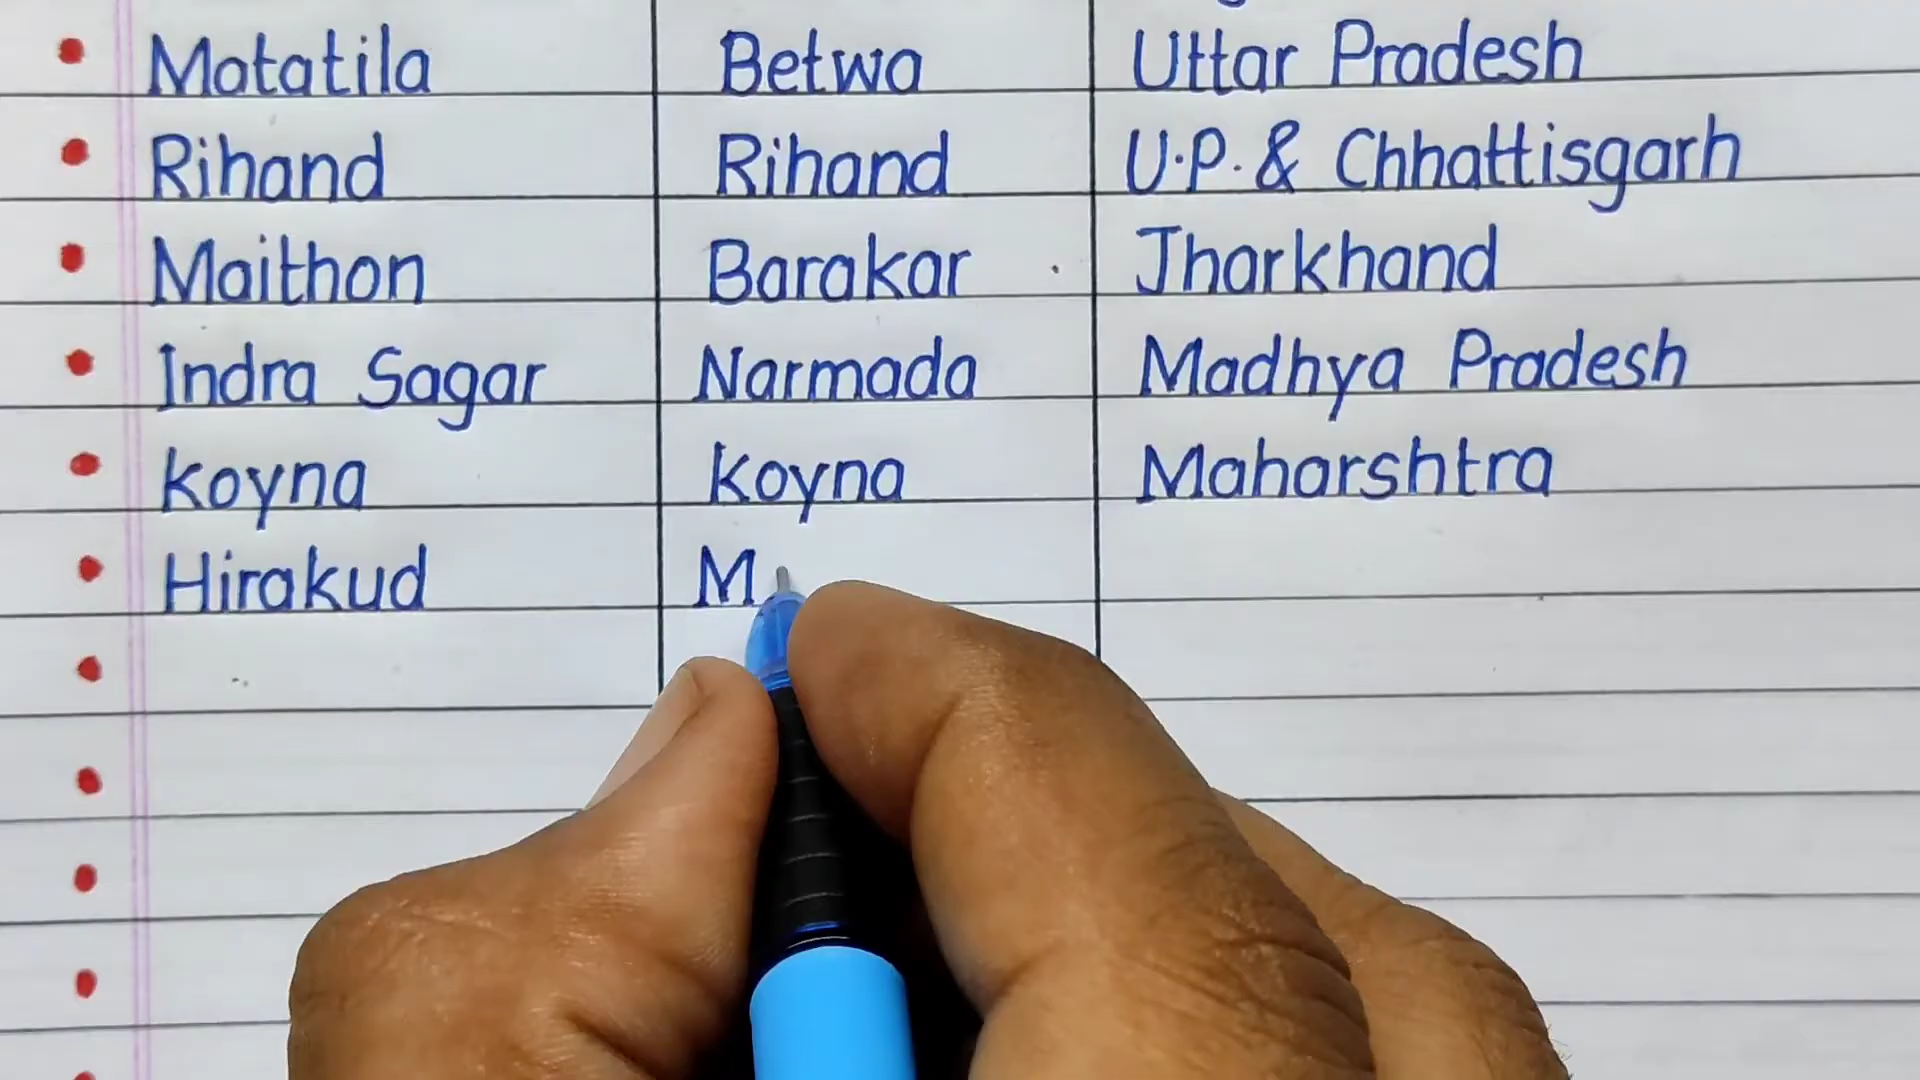 Matatila Betwa Uttar Pradesh
Rihand Rihand U.P. & Chhattisgarh
Maithon Barakar Jharkhand
Indra Sagar Narmada Madhya Pradesh
Koyna Koyna Maharshtra
Hirakud M